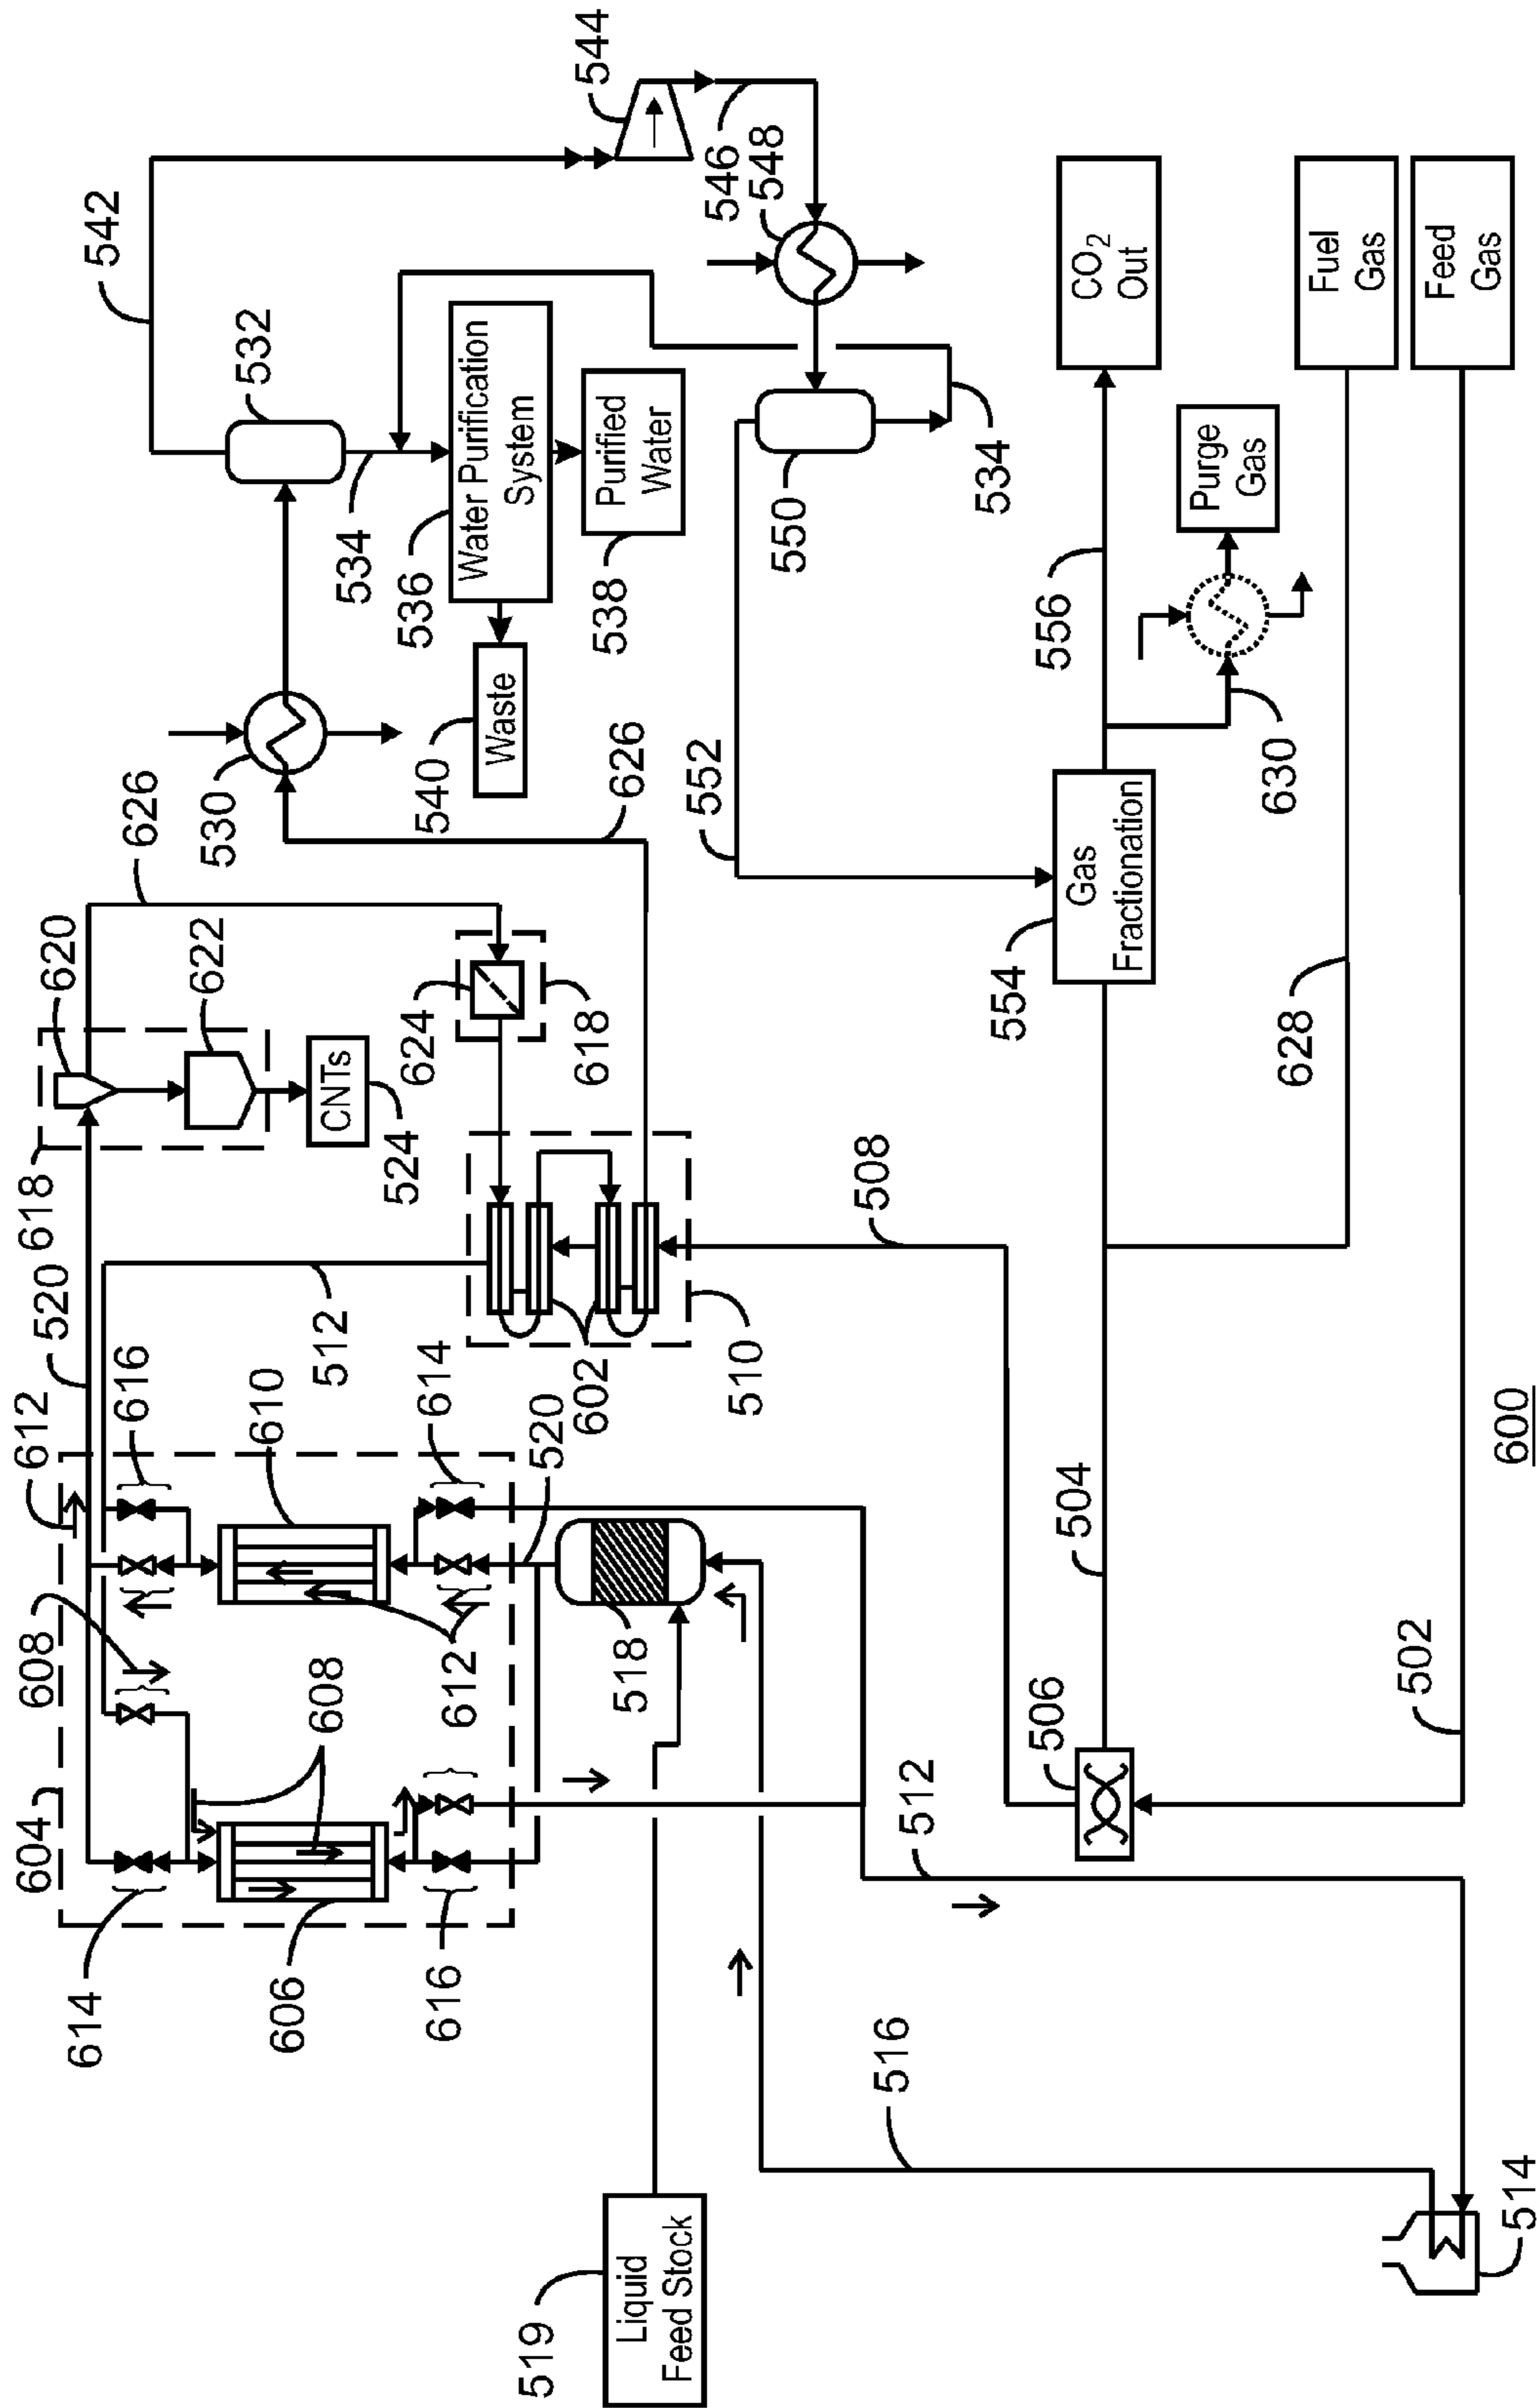 544
542
546
548
532
534
Water Purification
System
536
Purified
Water
538
Waste
540
530
626
626
550
534
552
CO2
Out
Fuel
Gas
Feed
Gas
Purge
Gas
556
630
Gas
Fractionation
554
628
620
622
618
CNTs
524
624
618
520
512
508
602
510
612
616
610
614
520
608
608
612
518
604
614
606
616
504
506
502
512
516
Liquid
Feed Stock
519
514
600